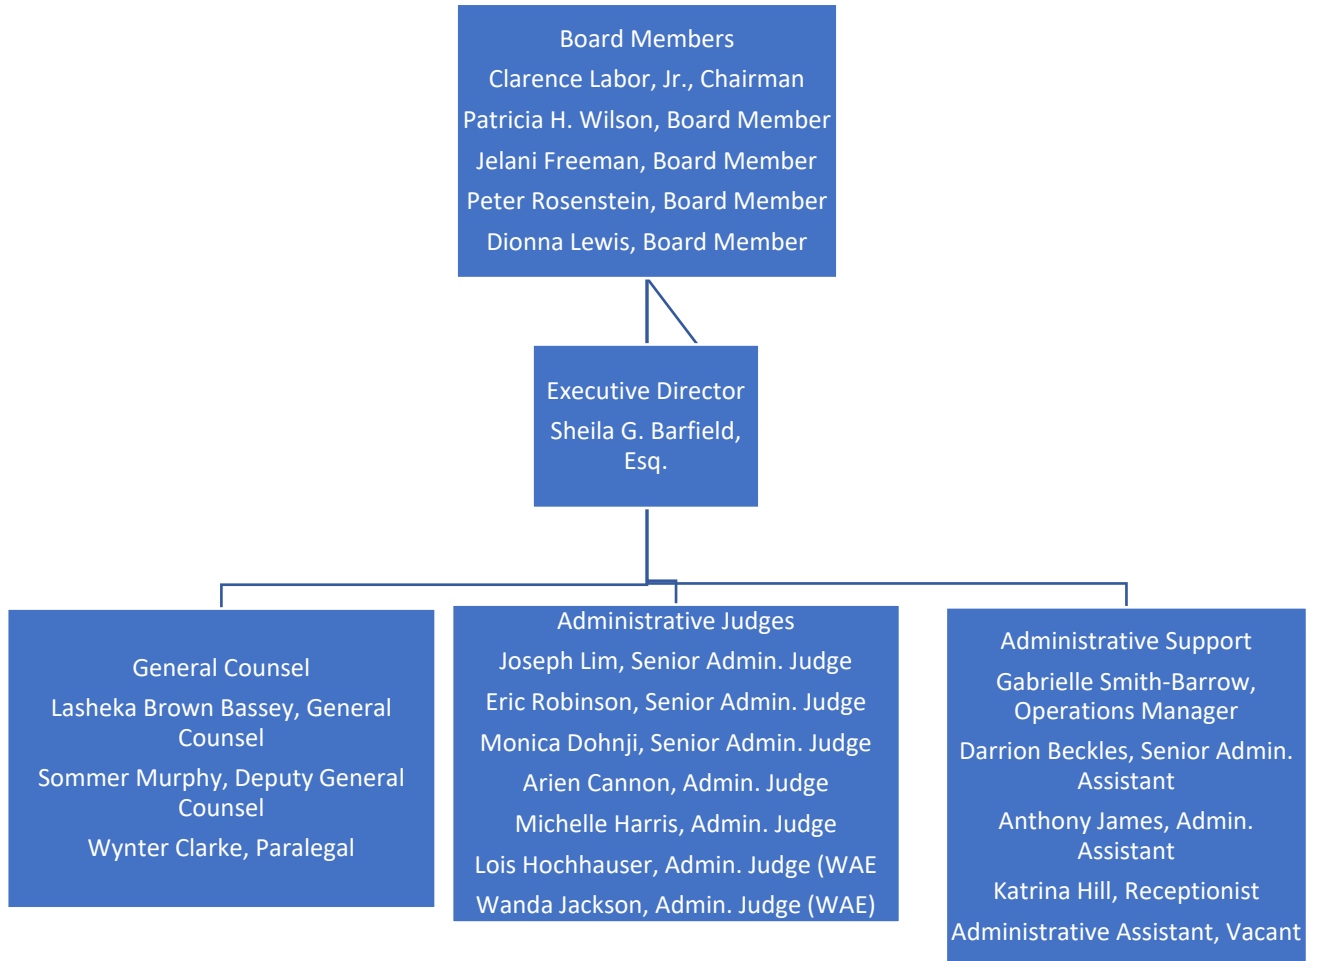 Board Members
Clarence Labor, Jr., Chairman
Patricia H. Wilson, Board Member
Jelani Freeman, Board Member
Peter Rosenstein, Board Member
Dionna Lewis, Board Member
Executive Director
Sheila G. Barfield,
Esq.
General Counsel
Lasheka Brown Bassey, General
Counsel
Sommer Murphy, Deputy General
Counsel
Wynter Clarke, Paralegal
Administrative Judges
Joseph Lim, Senior Admin. Judge
Eric Robinson, Senior Admin. Judge
Monica Dohnji, Senior Admin. Judge
Arien Cannon, Admin. Judge
Michelle Harris, Admin. Judge
Lois Hochhauser, Admin. Judge (WAE
Wanda Jackson, Admin. Judge (WAE)
Administrative Support
Gabrielle Smith-Barrow,
Operations Manager
Darrion Beckles, Senior Admin.
Assistant
Anthony James, Admin.
Assistant
Katrina Hill, Receptionist
Administrative Assistant, Vacant